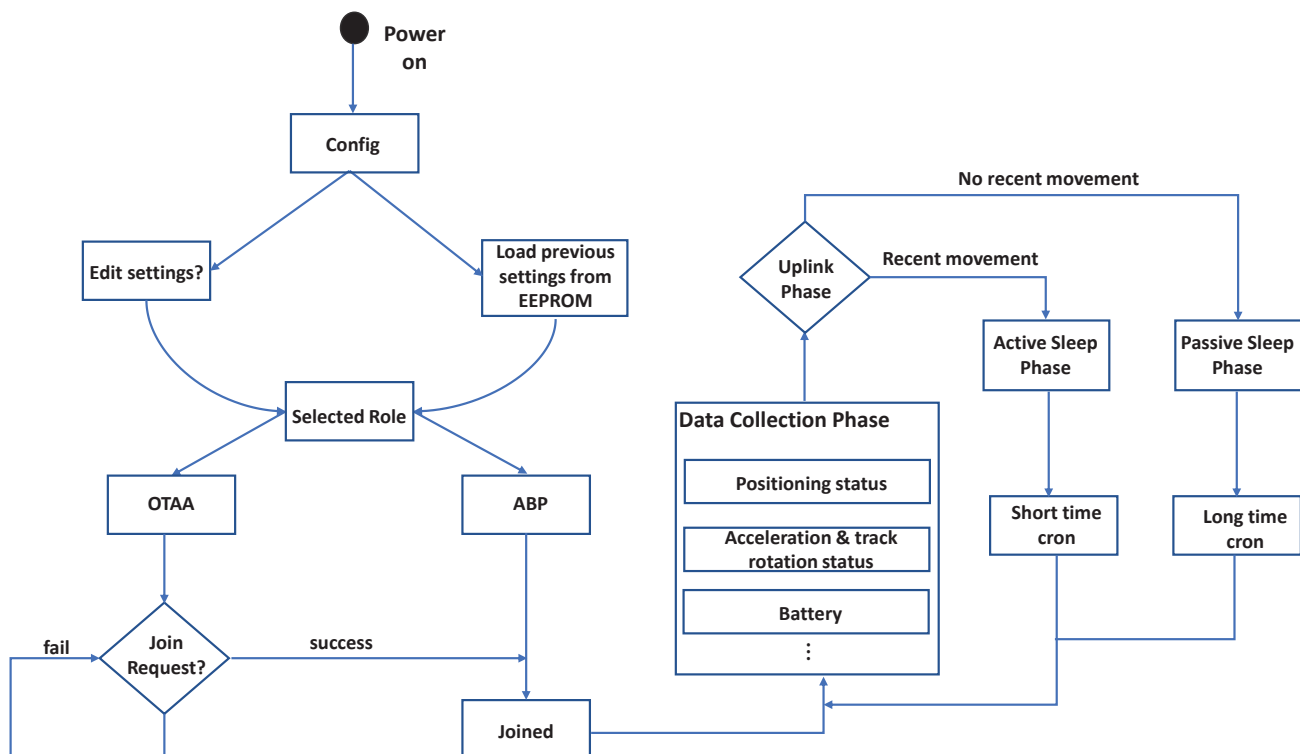 Power
on
Config
Edit settings?
Load previous
settings from
EEPROM
Selected Role
OTAA
ABP
Join
Request?
fail
success
Joined
No recent movement
Uplink
Phase
Recent movement
Active Sleep
Phase
Passive Sleep
Phase
Data Collection Phase
Positioning status
Acceleration & track
rotation status
Battery
⋮
Short time
cron
Long time
cron